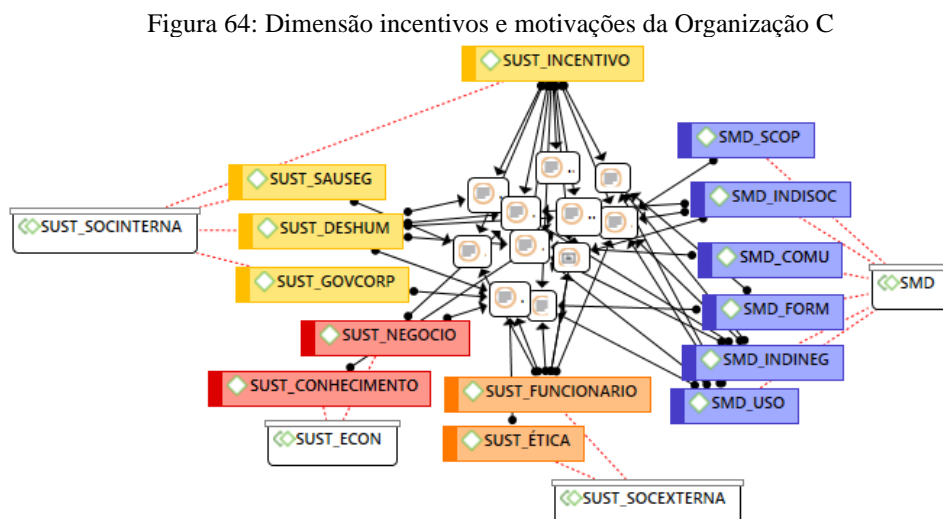 Figura 64: Dimensão incentivos e motivações da Organização C
SUST_INCENTIVO
SMD_SCOP
SUST_SAUSEG
SMD_INDISOC
SUST_SOCINTERNA
SUST_DESHUM
SMD_COMU
SMD
SUST_GOVCORP
SMD_FORM
SUST_NEGOCIO
SMD_INDINEG
SUST_CONHECIMENTO
SUST_FUNCIONARIO
SMD_USO
SUST_ECON
SUST_ÉTICA
SUST_SOCEXTERNA